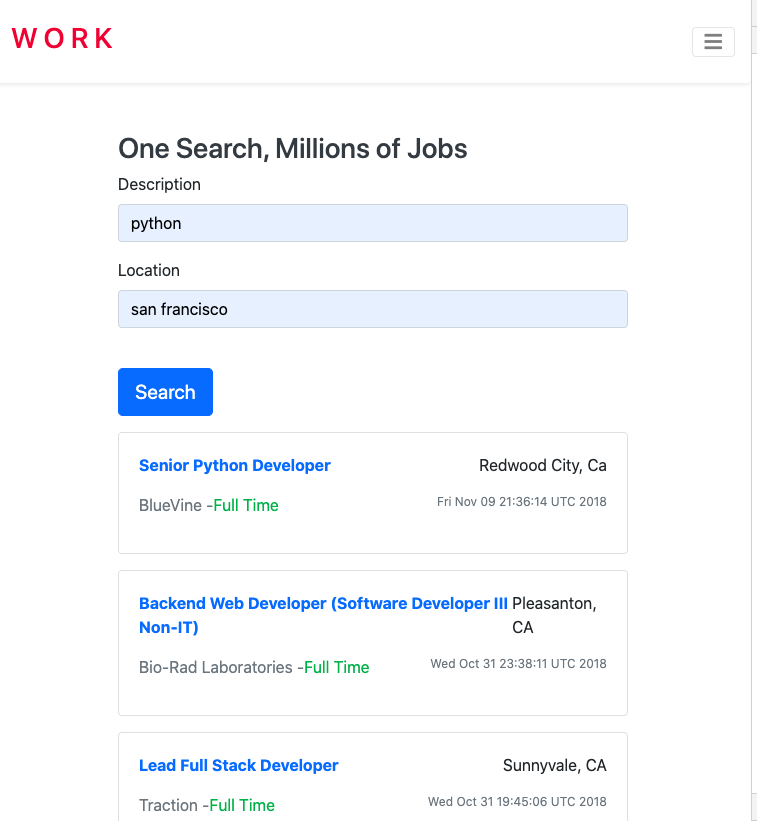 WORK
One Search, Millions of Jobs
Description
python
Location
san francisco
Search
Senior Python Developer
Redwood City, Ca
BlueVine -Full Time
Fri Nov 09 21:36:14 UTC 2018
Backend Web Developer (Software Developer III
Non-IT)
Pleasanton,
CA
Bio-Rad Laboratories -Full Time
Wed Oct 31 23:38:11 UTC 2018
Lead Full Stack Developer
Sunnyvale, CA
Traction -Full Time
Wed Oct 31 19:45:06 UTC 2018